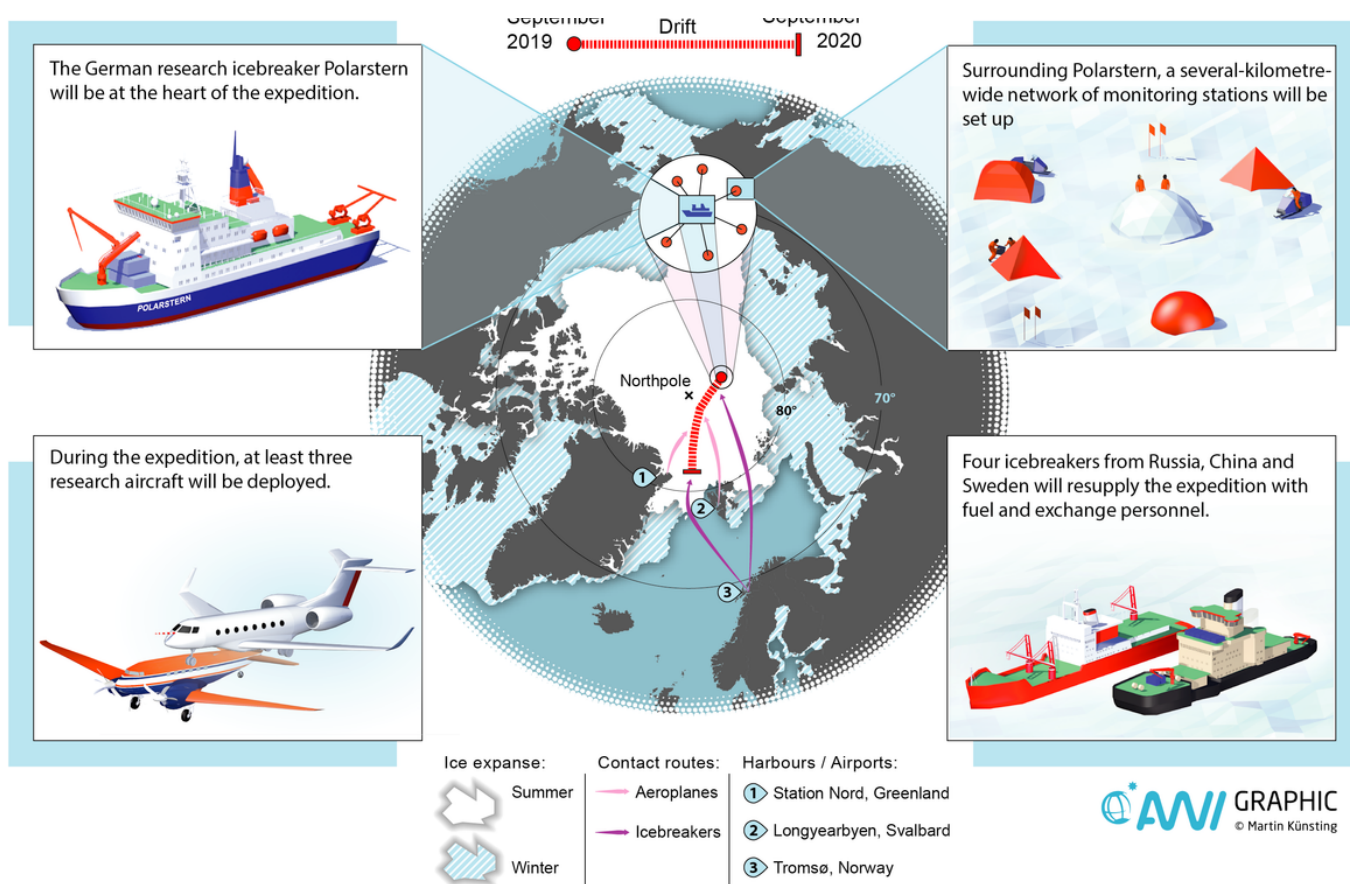 September
2019
Drift
September
2020
The German research icebreaker Polarstern
will be at the heart of the expedition.
POLARSTERN
Surrounding Polarstern, a several-kilometre-
wide network of monitoring stations will be
set up
Northpole
80°
70°
1
2
3
During the expedition, at least three
research aircraft will be deployed.
Four icebreakers from Russia, China and
Sweden will resupply the expedition with
fuel and exchange personnel.
Ice expanse:
Summer
Winter
Contact routes:
Aeroplanes
Icebreakers
Harbours / Airports:
1 Station Nord, Greenland
2 Longyearbyen, Svalbard
3 Tromsø, Norway
AWI GRAPHIC
© Martin Künsting